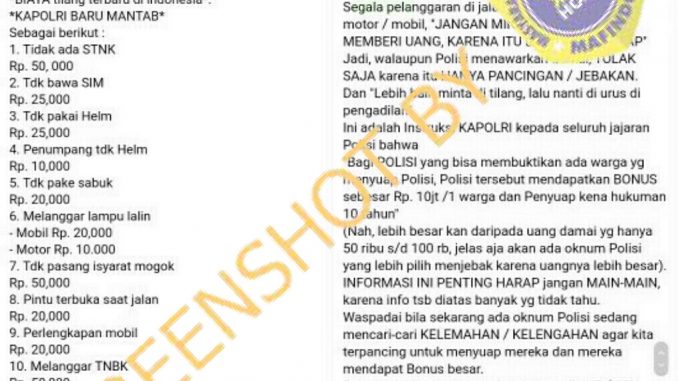 *BIAYA tilang terbaru di indonesia*:
*KAPOLRI BARU MANTAB*
Sebagai berikut :
1. Tidak ada STNK
Rp. 50, 000
2. Tdk bawa SIM
Rp. 25,000
3. Tdk pakai Helm
Rp. 25,000
4. Penumpang tdk Helm
Rp. 10,000
5. Tdk pake sabuk
Rp. 20,000
6. Melanggar lampu lalin
- Mobil Rp. 20,000
- Motor Rp. 10.000
7. Tdk pasang isyarat mogok
Rp. 50,000
8. Pintu terbuka saat jalan
Rp. 20,000
9. Perlengkapan mobil
Rp. 20,000
10. Melanggar TNBK
Segala pelanggaran di
motor / mobil, "JANGAN
MEMBERI UANG, KARENA ITU
Jadi, walaupun Polisi menawarkan TOLAK
SAJA karena itu HANYA PANCINGAN / JEBAKAN.
Dan "Lebih baik minta di tilang, lalu nanti di urus di
pengadilan
Ini adalah Instruksi KAPOLRI kepada seluruh jajaran
Polisi bahwa
"Bagi POLISI yang bisa membuktikan ada warga yg
menyuap Polisi, Polisi tersebut mendapatkan BONUS
sebesar Rp. 10jt /1 warga dan Penyuap kena hukuman
10 tahun"
(Nah, lebih besar kan daripada uang damai yg hanya
50 ribu s/d 100 rb, jelas aja akan ada oknum Polisi
yang lebih pilih menjebak karena uangnya lebih besar).
INFORMASI INI PENTING HARAP jangan MAIN-MAIN,
karena info tsb diatas banyak yg tidak tahu.
Waspadai bila sekarang ada oknum Polisi sedang
mencari-cari KELEMAHAN / KELENGAHAN agar kita
terpancing untuk menyuap mereka dan mereka
mendapat Bonus besar.
REENSHOT BY
MAFINDO